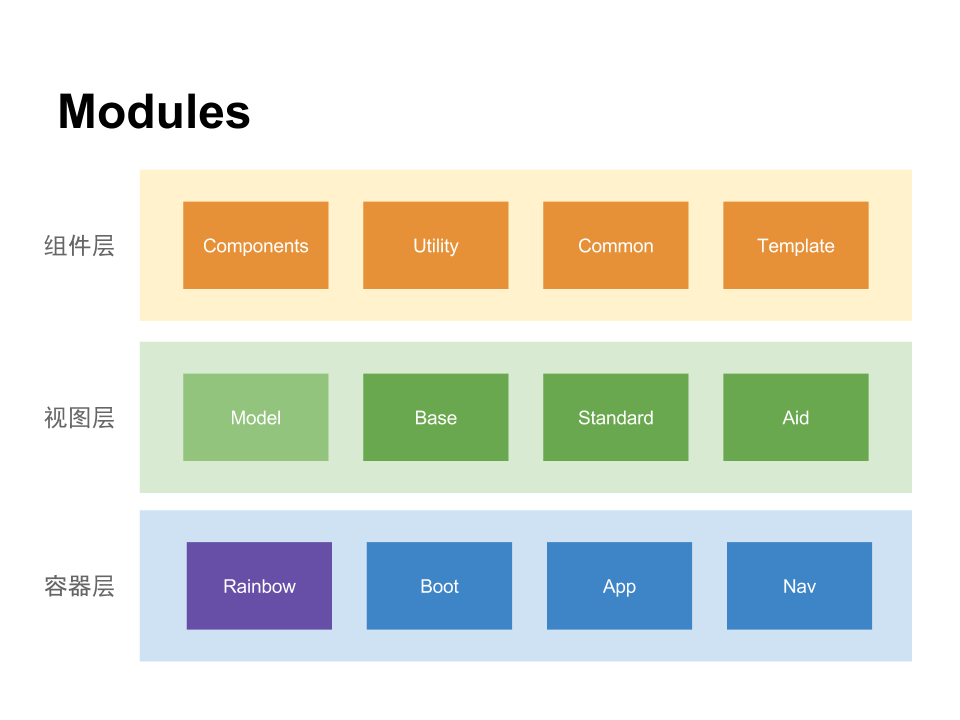 Modules
组件层
Components
Utility
Common
Template
视图层
Model
Base
Standard
Aid
容器层
Rainbow
Boot
App
Nav